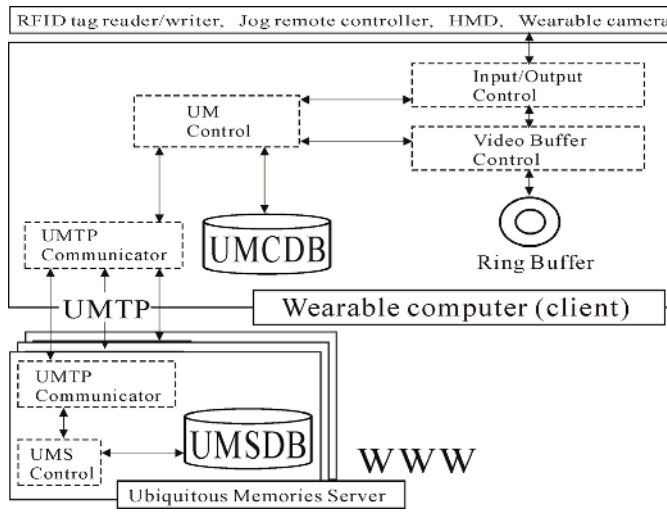 RFID tag reader/writer, Jog remote controller, HMD, Wearable camera
Input/Output
Control
UM
Control
Video Buffer
Control
UMTP
Communicator
UMCDB
Ring Buffer
UMTP
Wearable computer (client)
UMTP
Communicator
UMS
Control
UMSDB
WWW
Ubiquitous Memories Server